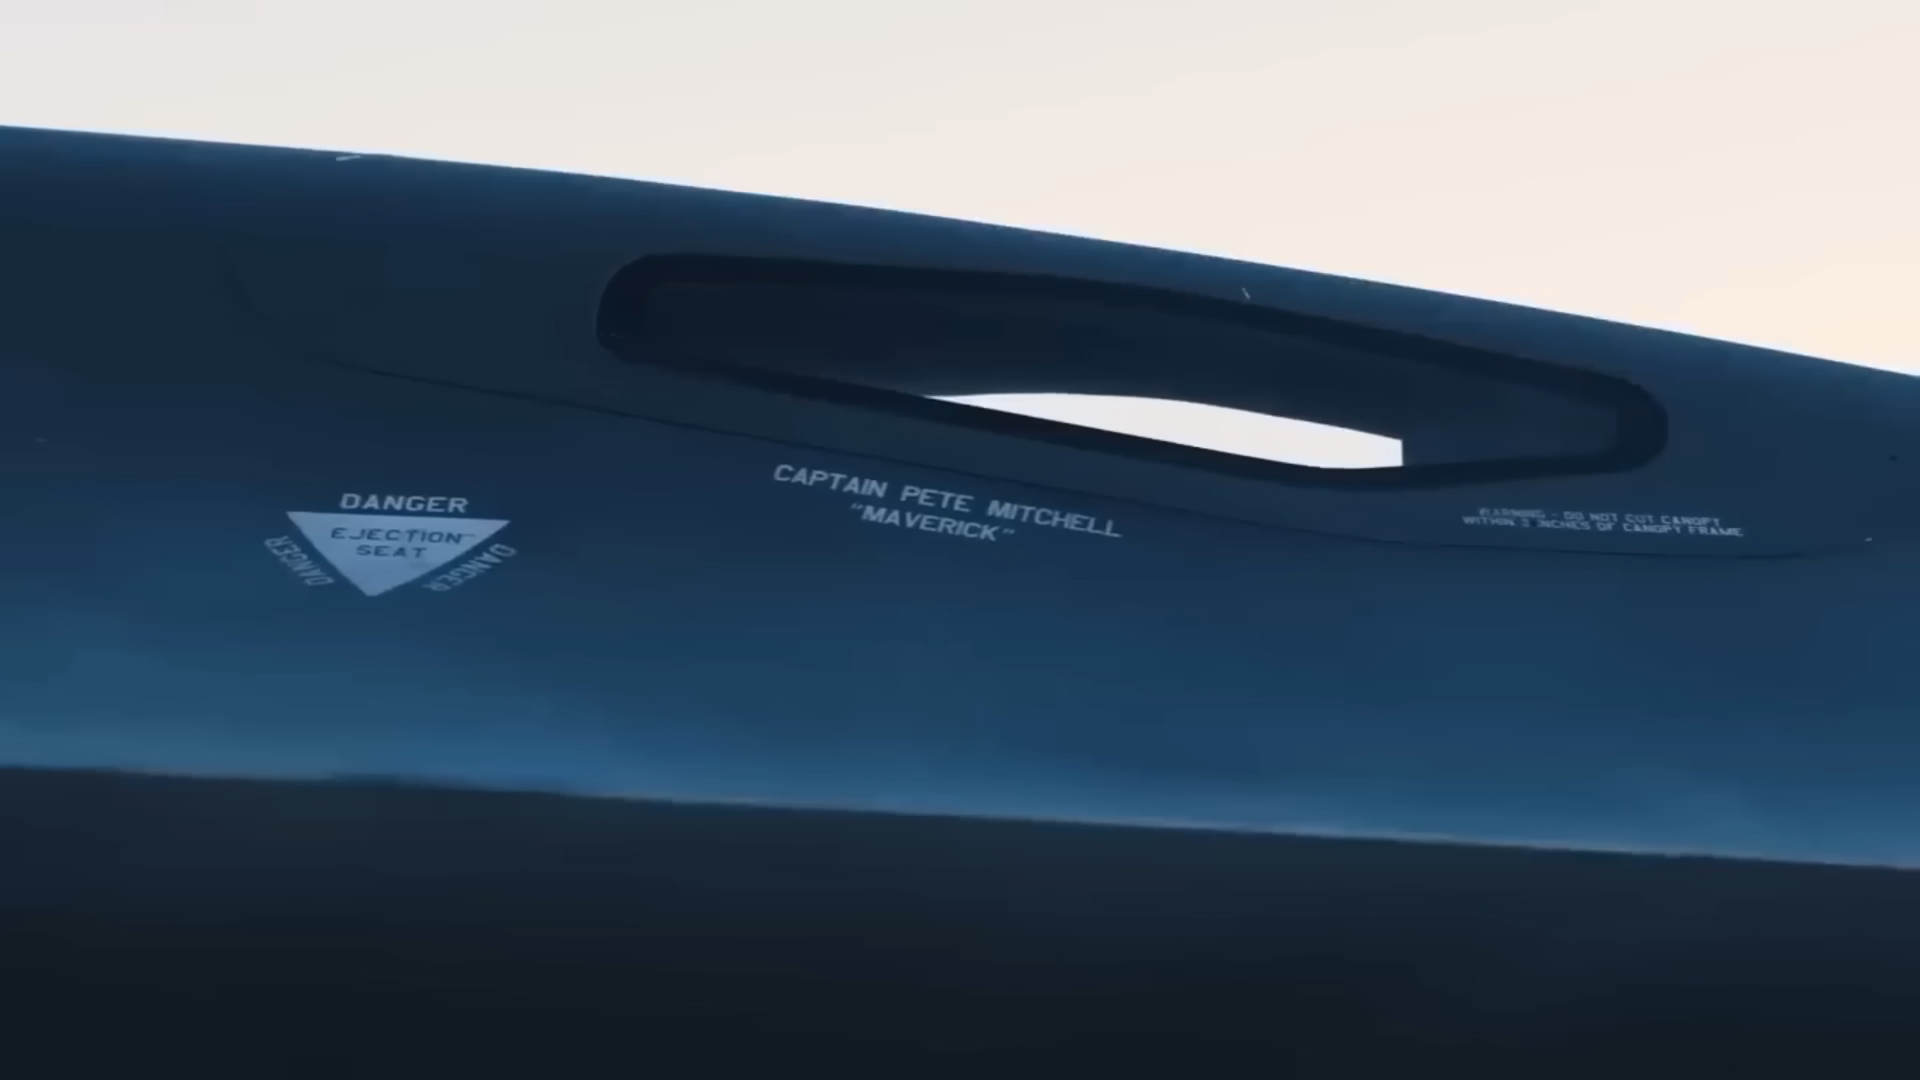 DANGER
EJECTION
SEAT
DANGER
DANGER
CAPTAIN PETE MITCHELL
"MAVERICK"
WARNING - DO NOT CUT CANOPY
WITHIN 3 INCHES OF CANOPY FRAME